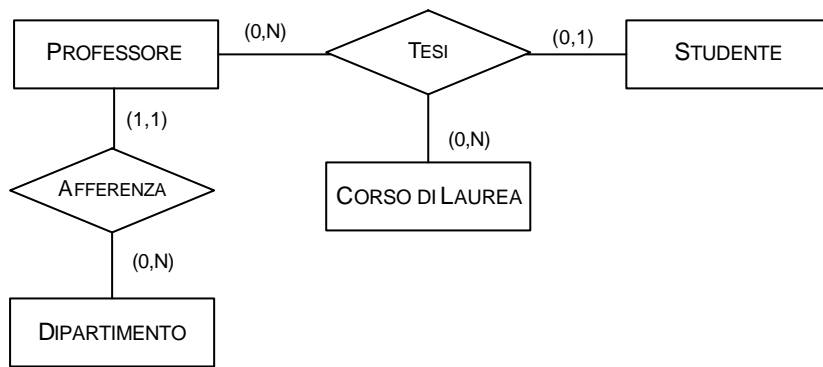 PROFESSORE (0,N) TESI (0,1) STUDENTE
(1,1)
(0,N)
AFFERENZA
CORSO DI LAUREA
(0,N)
DIPARTIMENTO